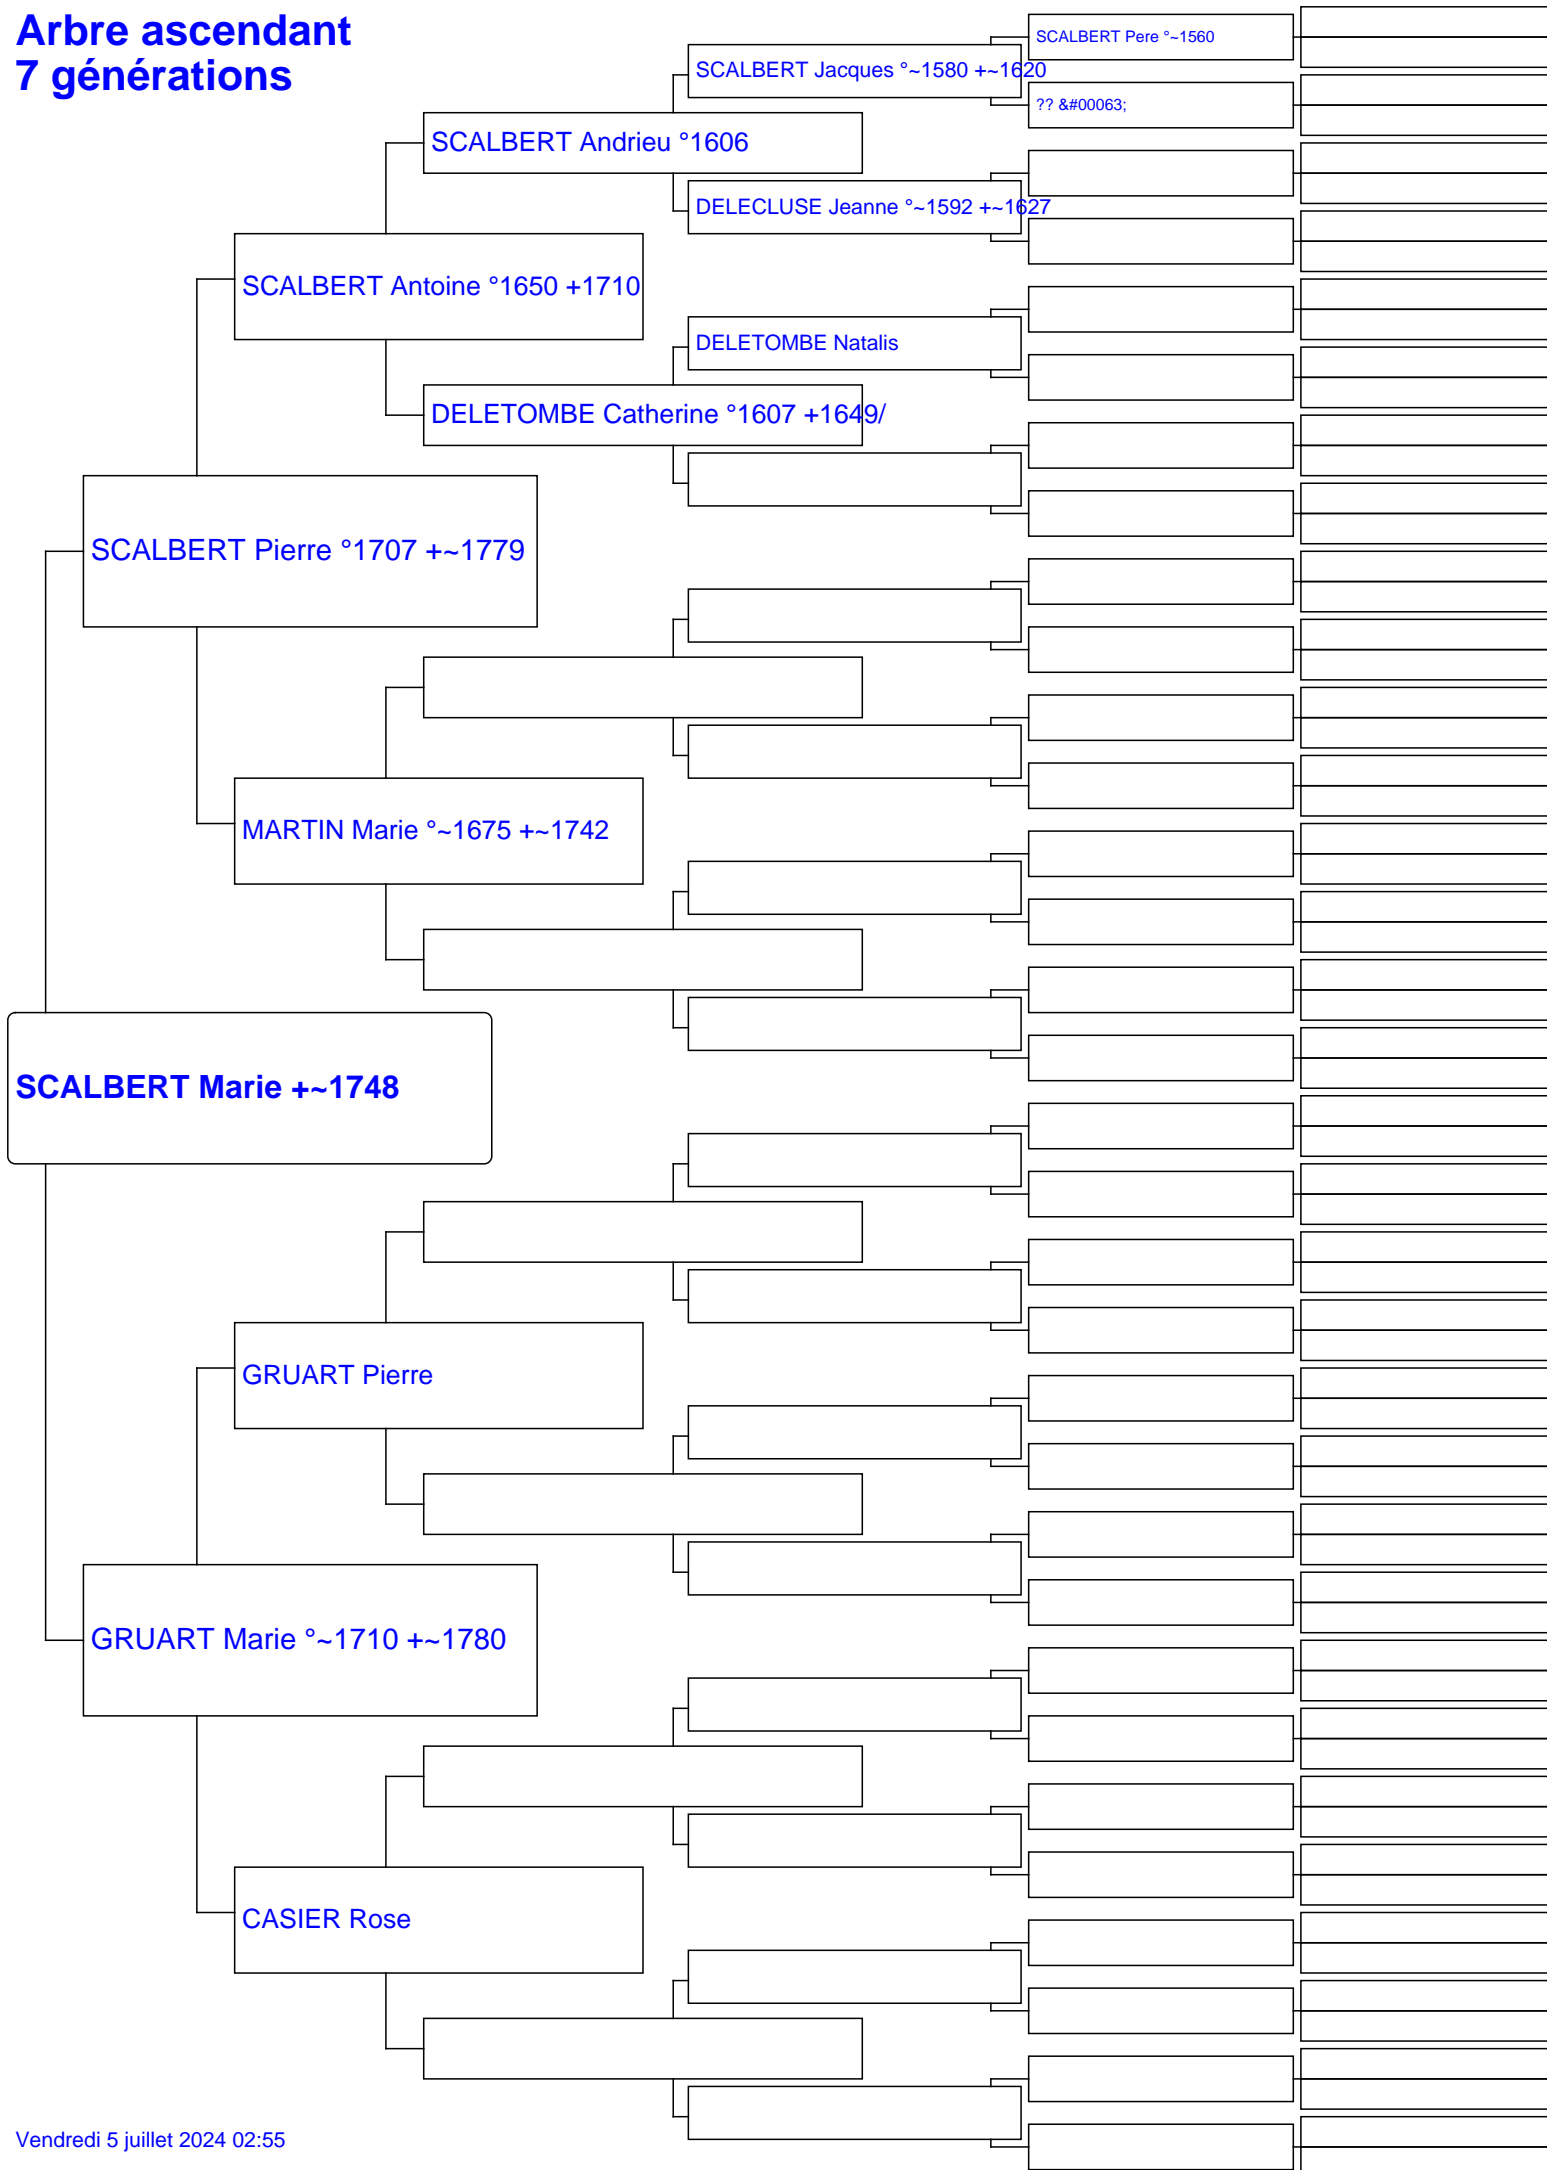 Arbre ascendant
7 générations
SCALBERT Pere °~1560
SCALBERT Jacques °~1580 +~1620
?? &#00063;
SCALBERT Andrieu °1606
DELECLUSE Jeanne °~1592 +~1627
SCALBERT Antoine °1650 +1710
DELETOMBE Natalis
DELETOMBE Catherine °1607 +1649/
SCALBERT Pierre °1707 +~1779
MARTIN Marie °~1675 +~1742
SCALBERT Marie +~1748
GRUART Pierre
GRUART Marie °~1710 +~1780
CASIER Rose
Vendredi 5 juillet 2024 02:55